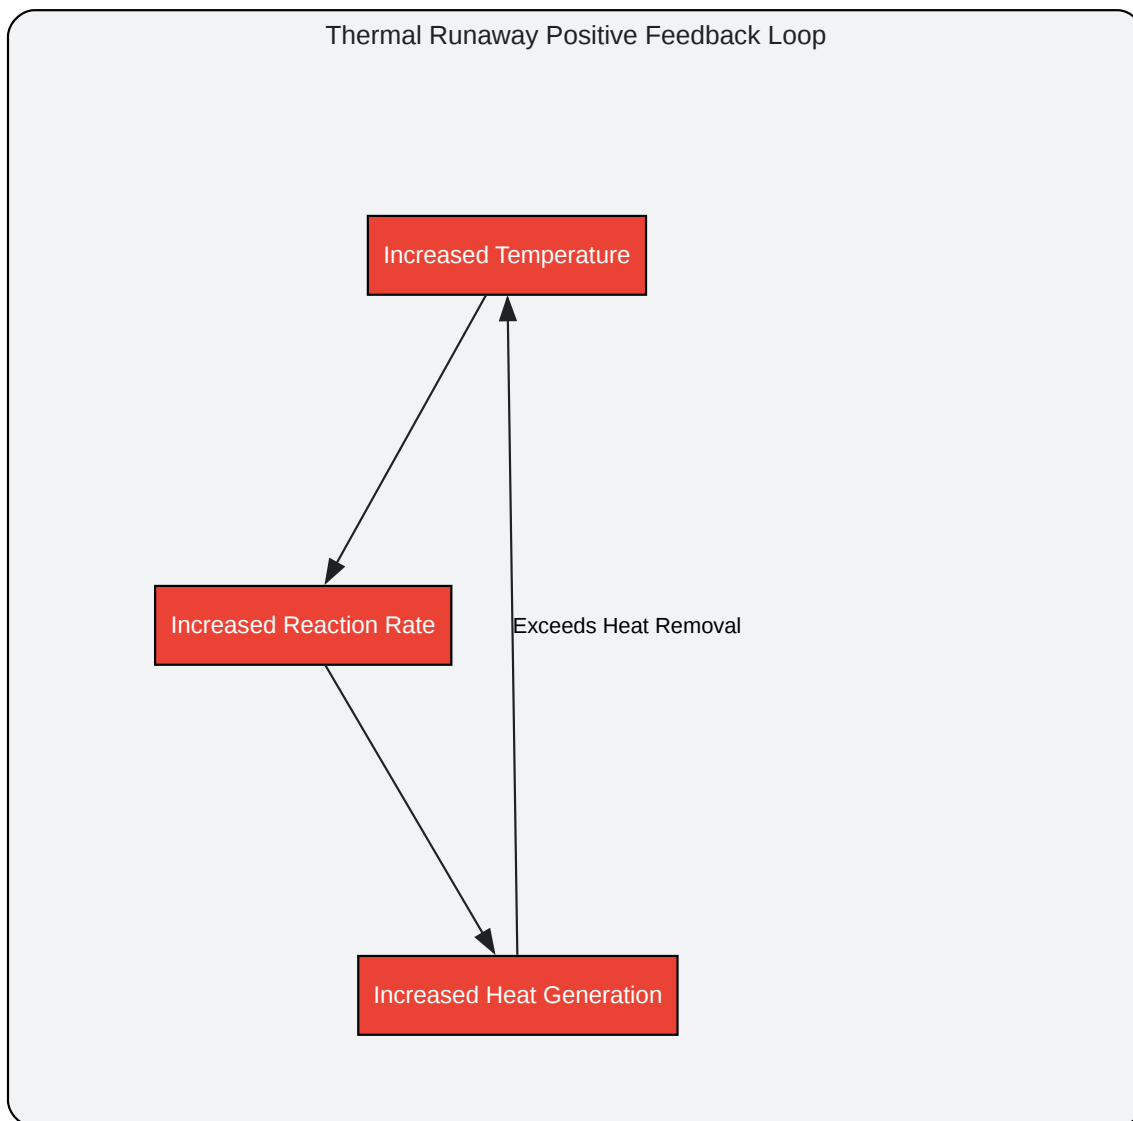 Thermal Runaway Positive Feedback Loop
Increased Temperature
Increased Reaction Rate
Exceeds Heat Removal
Increased Heat Generation